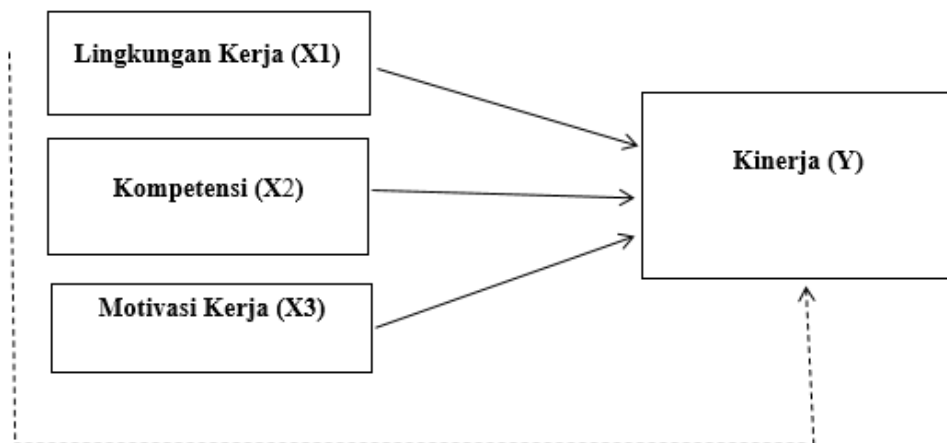 Lingkungan Kerja (X1)
Kompetensi (X2)
Motivasi Kerja (X3)
Kinerja (Y)